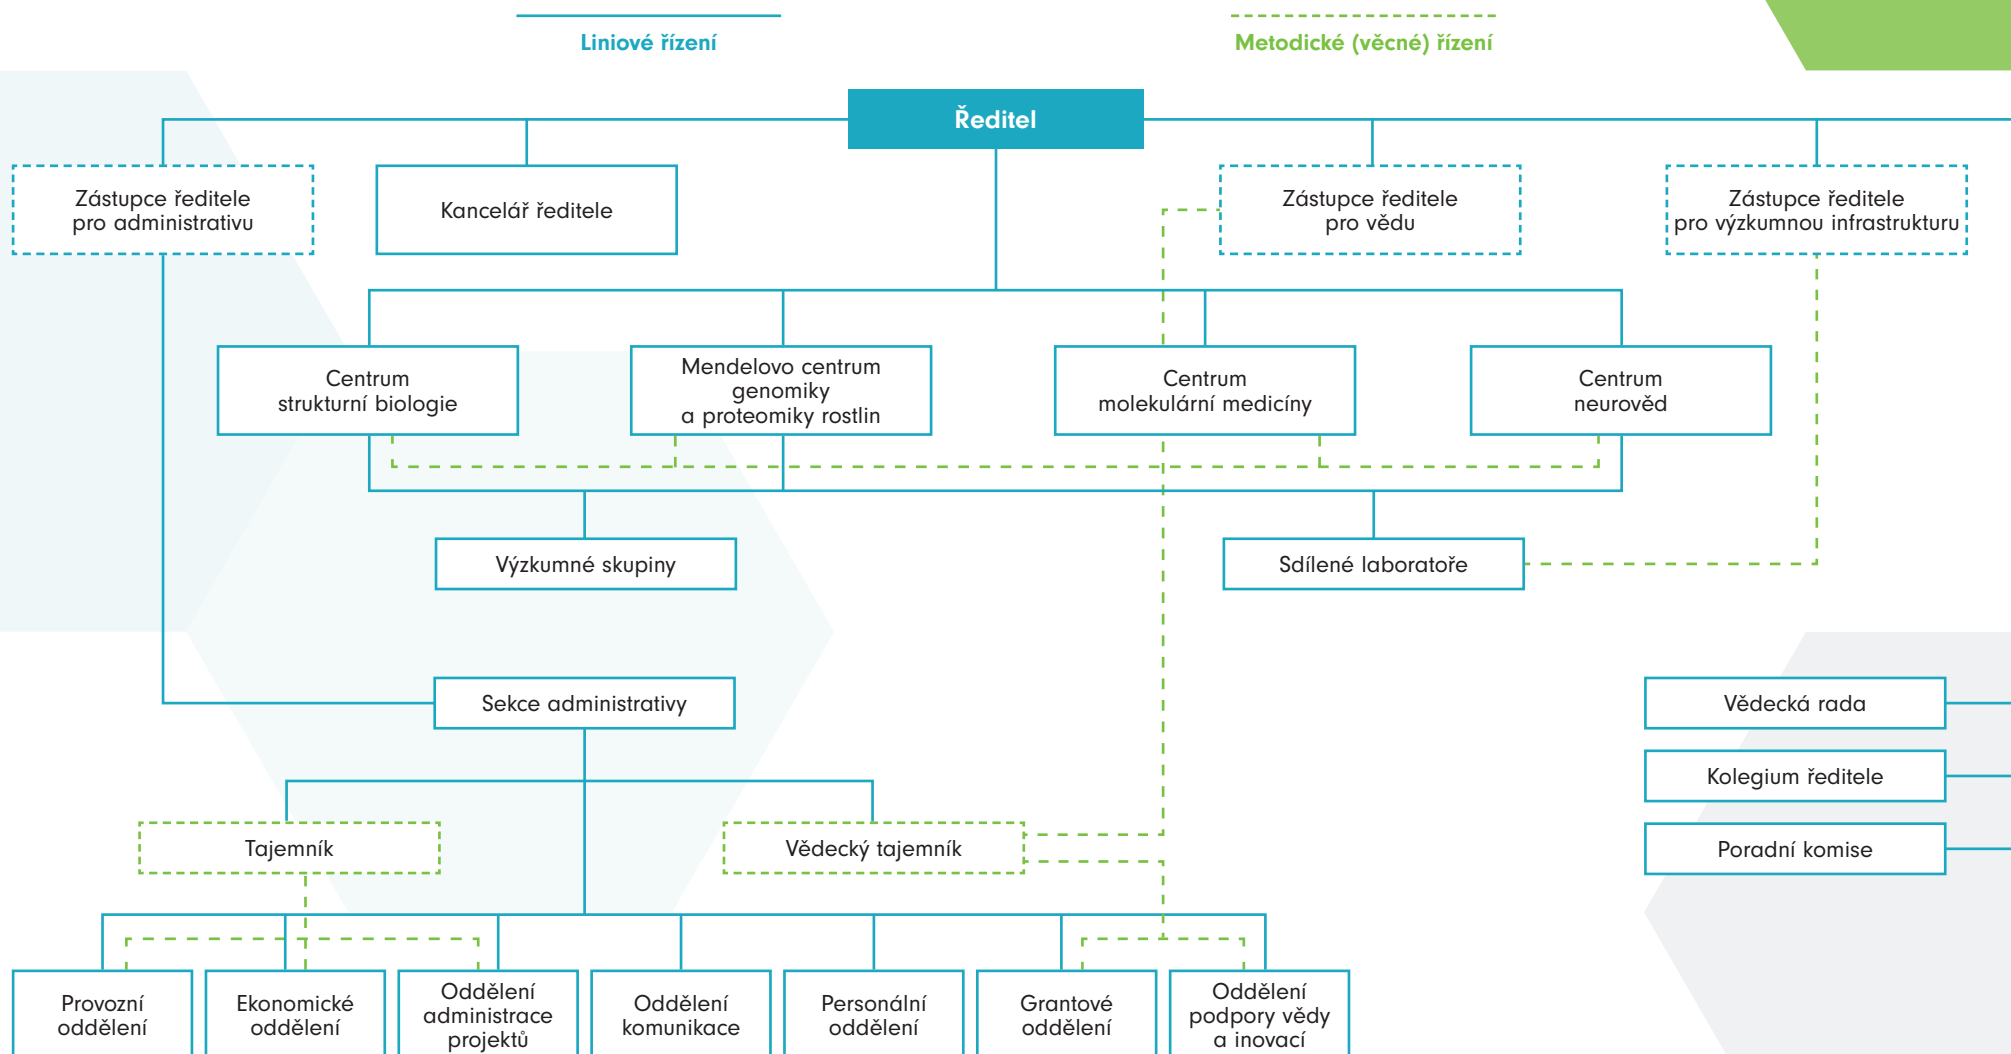 Liniové řízení
Metodické (věcné) řízení
Ředitel
Zástupce ředitele
pro administrativu
Kancelář ředitele
Zástupce ředitele
pro vědu
Zástupce ředitele
pro výzkumnou infrastrukturu
Centrum
strukturní biologie
Mendelovo centrum
genomiky
a proteomiky rostlin
Centrum
molekulární medicíny
Centrum
neurověd
Výzkumné skupiny
Sdílené laboratoře
Sekce administrativy
Vědecká rada
Kolegium ředitele
Poradní komise
Tajemník
Vědecký tajemník
Provozní
oddělení
Ekonomické
oddělení
Oddělení
administrace
projektů
Oddělení
komunikace
Personální
oddělení
Grantové
oddělení
Oddělení
podpory vědy
a inovací